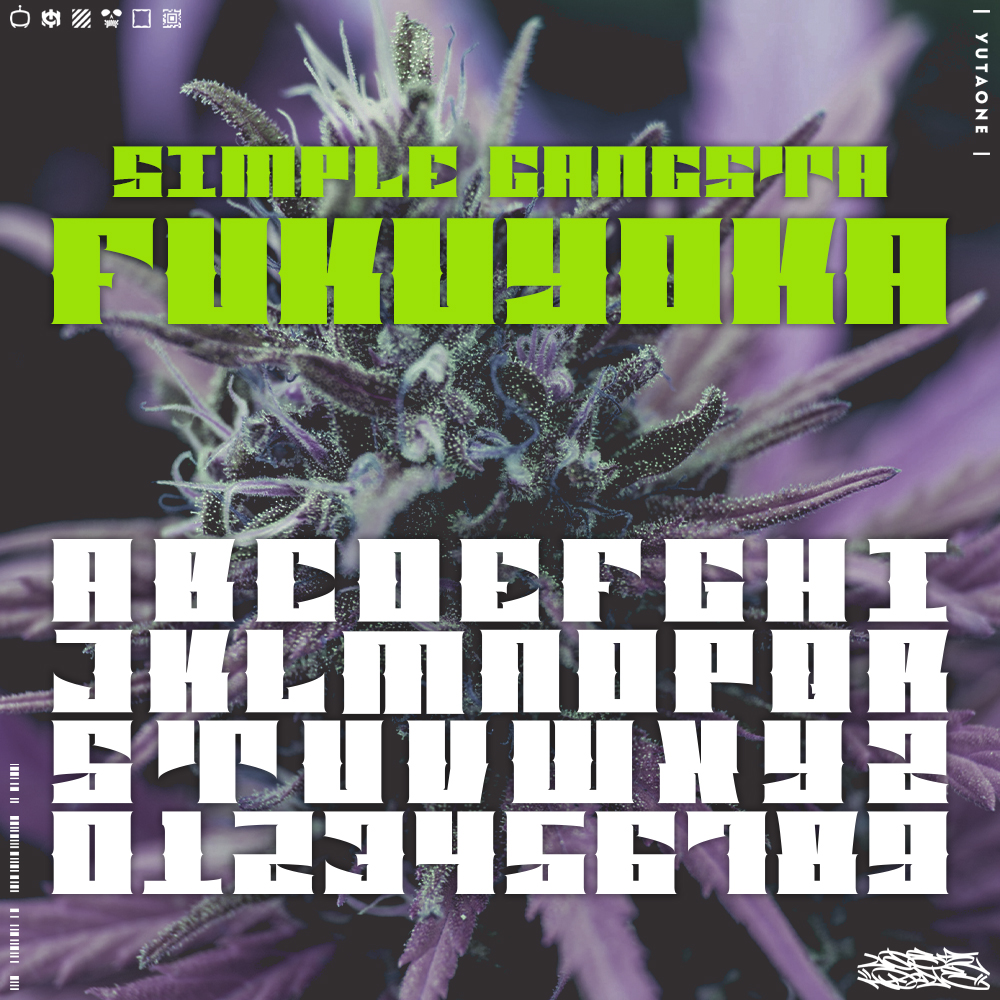 | YUTAONE |
SIMPLE GANGSTA
FUKUYOKA
ABCDEFGHI
JKLMNOPQR
STUVWXYZ
0123456789